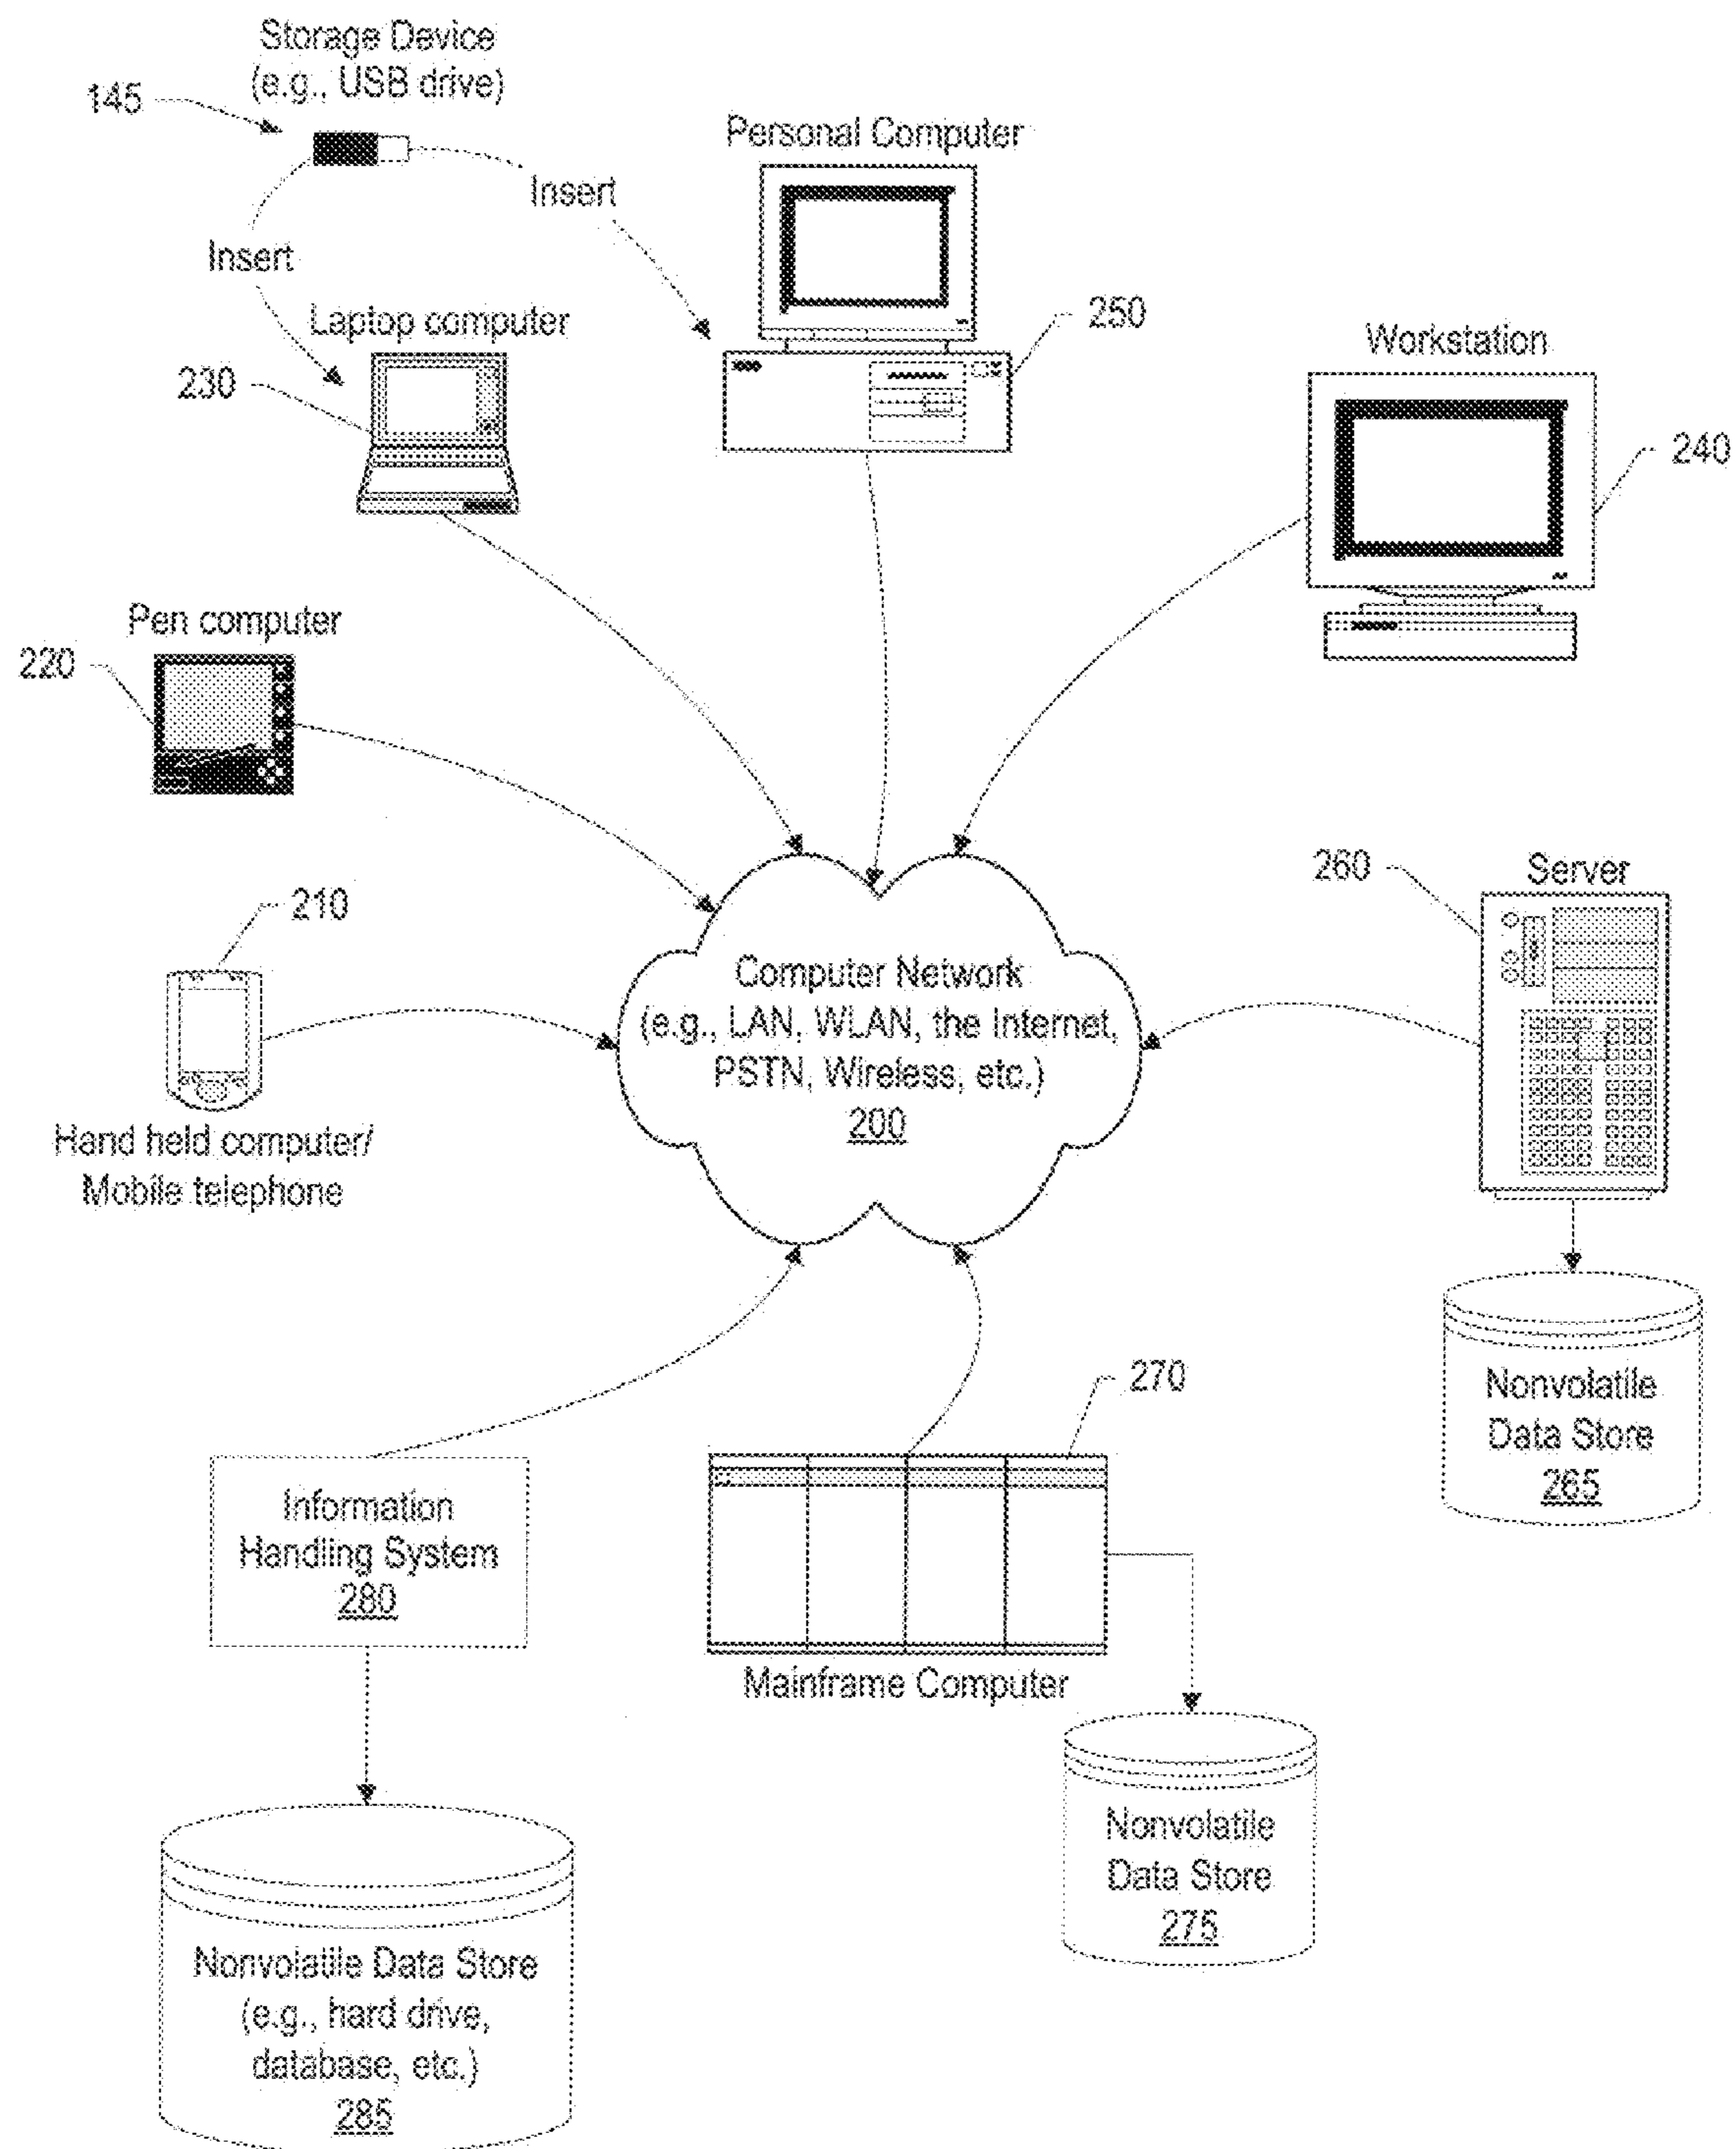 Storage Device
(e.g., USB drive)
145
Insert
Insert
Personal Computer
250
Laptop computer
230
Workstation
240
Pen computer
220
210
Hand held computer/
Mobile telephone
Computer Network
(e.g., LAN, WLAN, the Internet,
PSTN, Wireless, etc.)
200
260
Server
Nonvolatile
Data Store
265
270
Mainframe Computer
Information
Handling System
280
Nonvolatile
Data Store
275
Nonvolatile Data Store
(e.g., hard drive,
database, etc.)
285